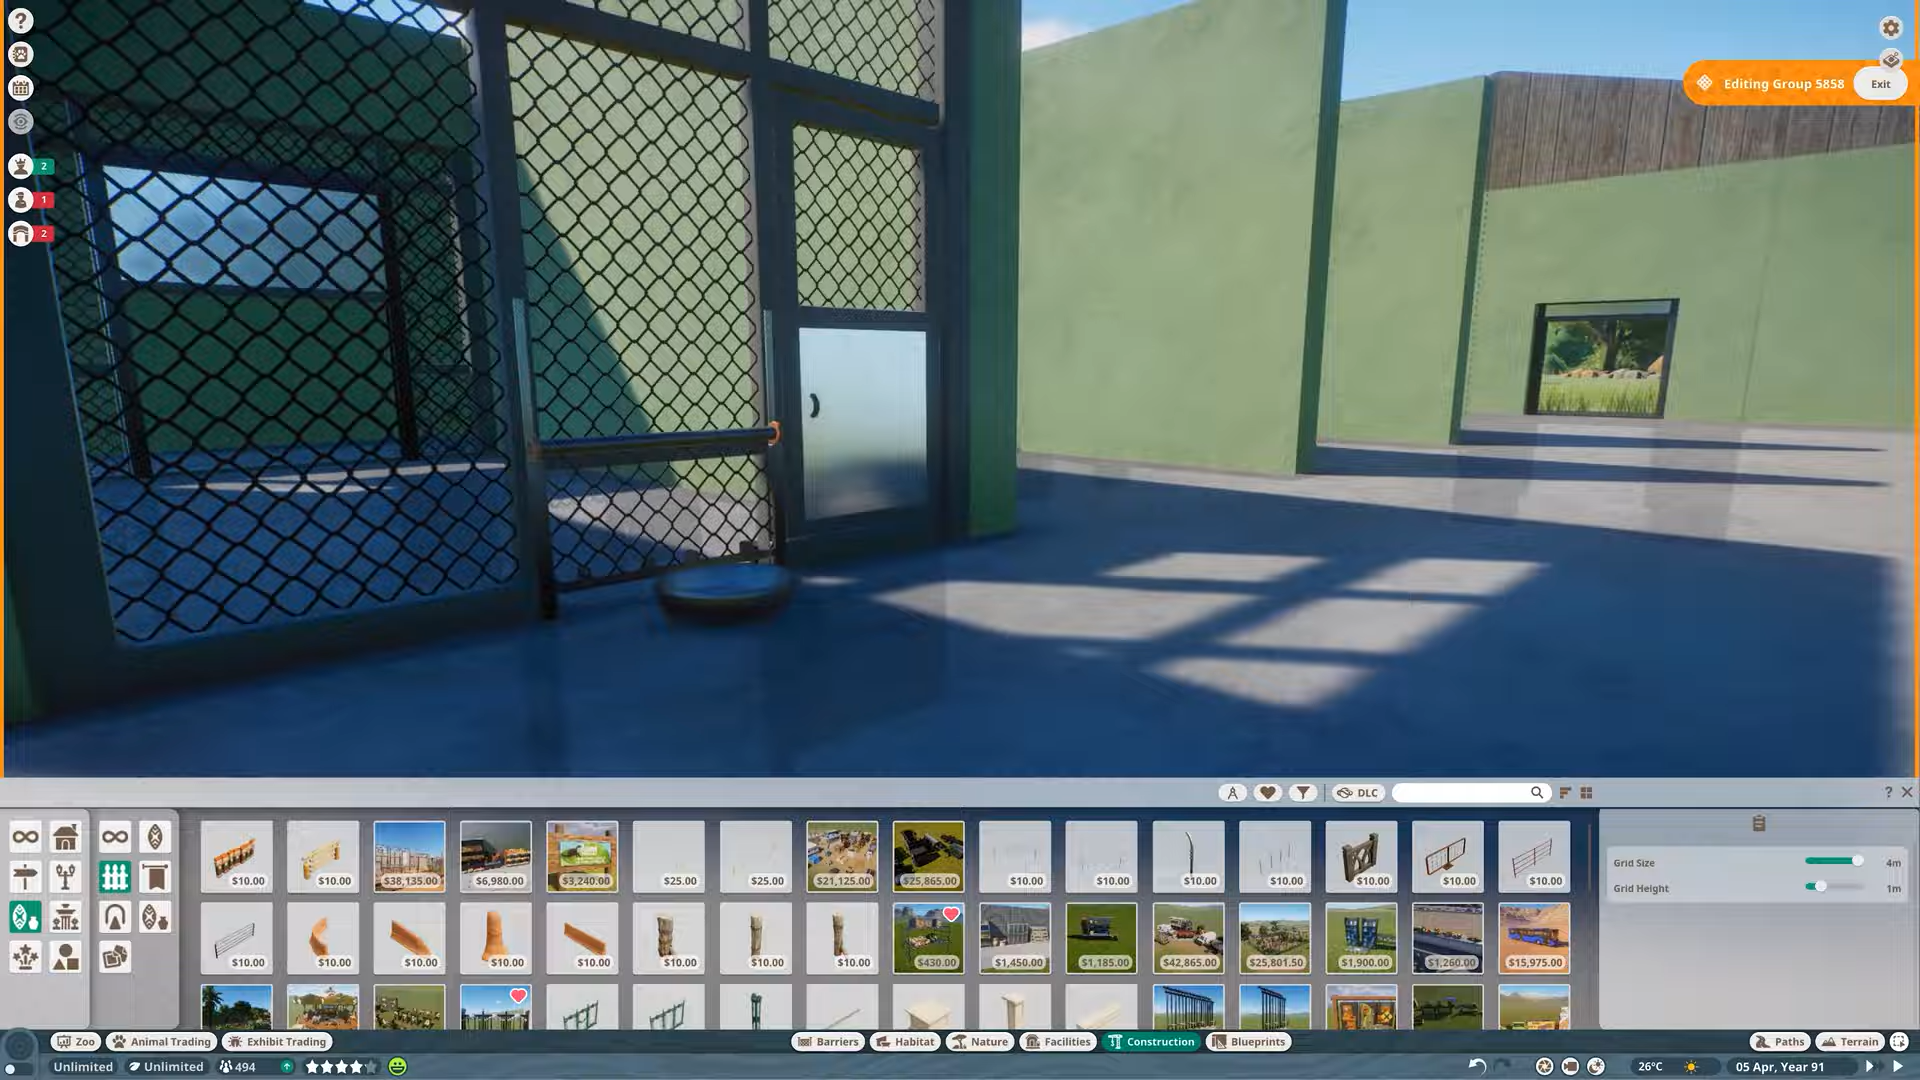 ?
Editing Group 5858
Exit
2
1
2
DLC
?
$10.00 $10.00 $38,135.00 $6,980.00 $3,240.00 $25.00 $25.00 $21,125.00 $25,865.00 $10.00 $10.00 $10.00 $10.00 $10.00 $10.00 $10.00
$10.00 $10.00 $10.00 $10.00 $10.00 $10.00 $10.00 $10.00 $430.00 $1,450.00 $1,185.00 $42,865.00 $25,801.50 $1,900.00 $1,260.00 $15,975.00
Grid Size 4m
Grid Height 1m
Zoo Animal Trading Exhibit Trading Barriers Habitat Nature Facilities Construction Blueprints Paths Terrain
Unlimited Unlimited 494 26°C 05 Apr, Year 91